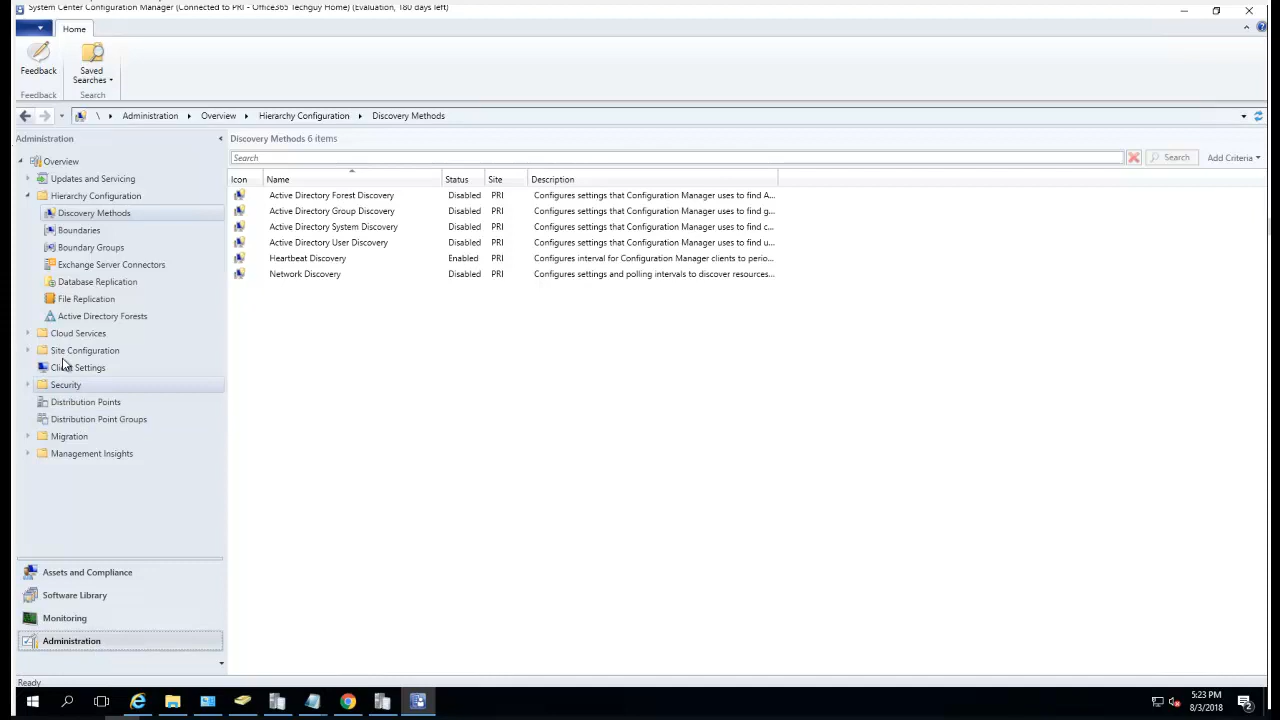 System Center Configuration Manager (Connected to PRI - Office365 Techguy Home) (Evaluation, 180 days left)
Home
Feedback
Saved
Searches
Feedback
Search
\ Administration Overview Hierarchy Configuration Discovery Methods
Administration
Discovery Methods 6 items
Overview
Search
Search
Add Criteria
Updates and Servicing
Icon Name Status Site Description
Hierarchy Configuration
Active Directory Forest Discovery Disabled PRI Configures settings that Configuration Manager uses to find A...
Discovery Methods
Active Directory Group Discovery Disabled PRI Configures settings that Configuration Manager uses to find g...
Boundaries
Active Directory System Discovery Disabled PRI Configures settings that Configuration Manager uses to find c...
Boundary Groups
Active Directory User Discovery Disabled PRI Configures settings that Configuration Manager uses to find u...
Exchange Server Connectors
Heartbeat Discovery Enabled PRI Configures interval for Configuration Manager clients to perio...
Database Replication
Network Discovery Disabled PRI Configures settings and polling intervals to discover resources...
File Replication
Active Directory Forests
Cloud Services
Site Configuration
Client Settings
Security
Distribution Points
Distribution Point Groups
Migration
Management Insights
Assets and Compliance
Software Library
Monitoring
Administration
Ready
5:23 PM
8/3/2018
2